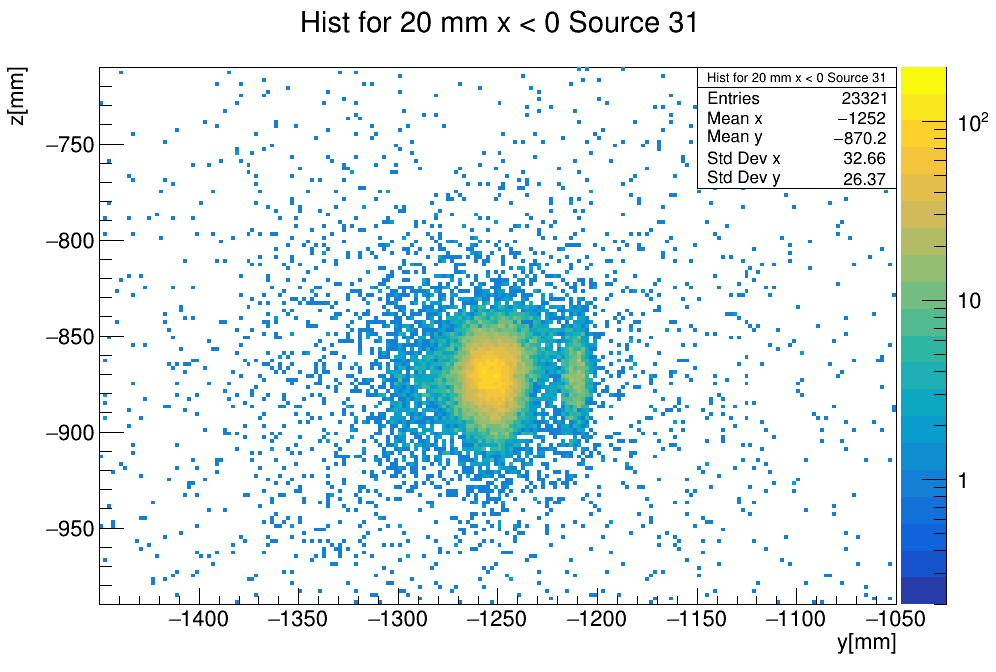 Hist for 20 mm x < 0 Source 31
z[mm]
Hist for 20 mm x < 0 Source 31
Entries 23321
Mean x −1252
Mean y −870.2
Std Dev x 32.66
Std Dev y 26.37
−750
−800
−850
−900
−950
10²
10
1
−1400 −1350 −1300 −1250 −1200 −1150 −1100 −1050
y[mm]